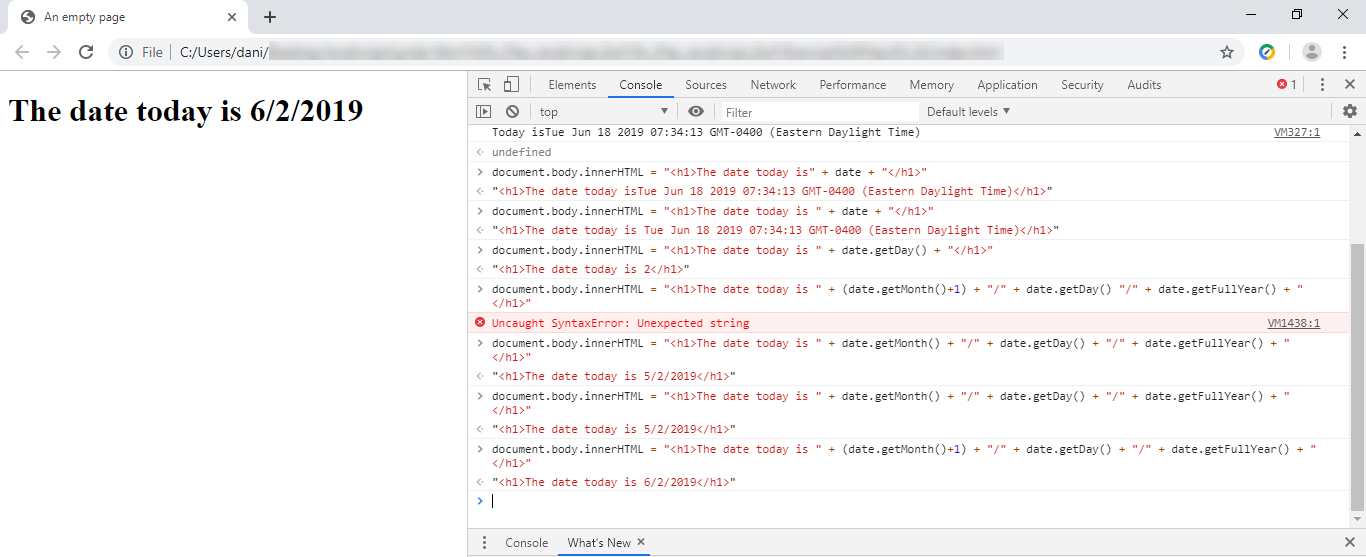 An empty page
File C:/Users/dani/
The date today is 6/2/2019
Elements Console Sources Network Performance Memory Application Security Audits 1
top Filter Default levels
Today isTue Jun 18 2019 07:34:13 GMT-0400 (Eastern Daylight Time) VM327:1
undefined
document.body.innerHTML = "<h1>The date today is" + date + "</h1>"
"<h1>The date today isTue Jun 18 2019 07:34:13 GMT-0400 (Eastern Daylight Time)</h1>"
document.body.innerHTML = "<h1>The date today is " + date + "</h1>"
"<h1>The date today is Tue Jun 18 2019 07:34:13 GMT-0400 (Eastern Daylight Time)</h1>"
document.body.innerHTML = "<h1>The date today is " + date.getDay() + "</h1>"
"<h1>The date today is 2</h1>"
document.body.innerHTML = "<h1>The date today is " + (date.getMonth()+1) + "/" + date.getDay() "/" + date.getFullYear() + "
</h1>"
Uncaught SyntaxError: Unexpected string VM1438:1
document.body.innerHTML = "<h1>The date today is " + date.getMonth() + "/" + date.getDay() + "/" + date.getFullYear() + "
</h1>"
"<h1>The date today is 5/2/2019</h1>"
document.body.innerHTML = "<h1>The date today is " + date.getMonth() + "/" + date.getDay() + "/" + date.getFullYear() + "
</h1>"
"<h1>The date today is 5/2/2019</h1>"
document.body.innerHTML = "<h1>The date today is " + (date.getMonth()+1) + "/" + date.getDay() + "/" + date.getFullYear() + "
</h1>"
"<h1>The date today is 6/2/2019</h1>"
Console What's New